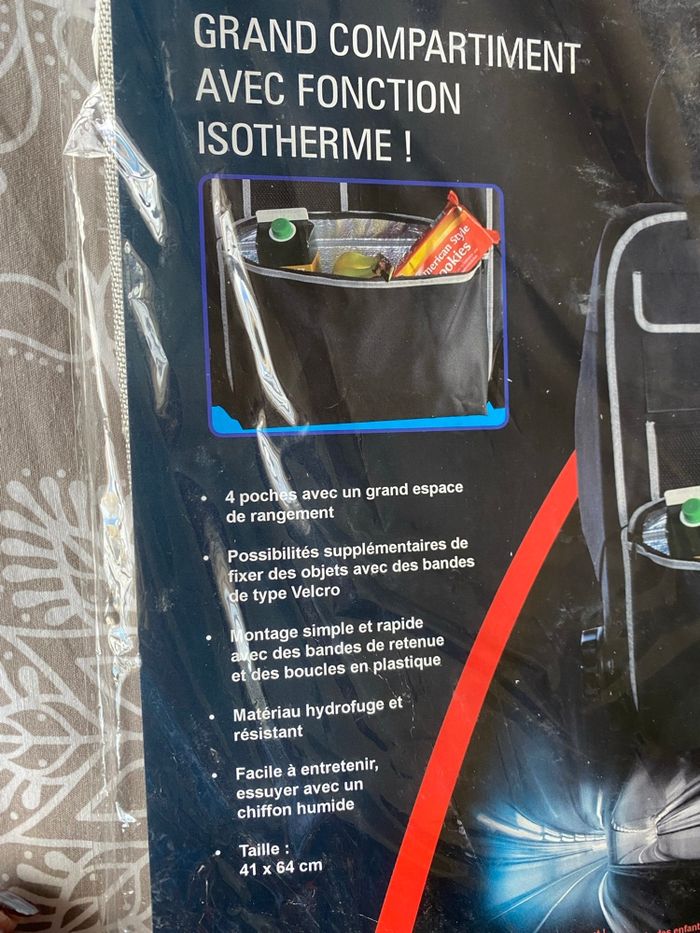 GRAND COMPARTIMENT
AVEC FONCTION
ISOTHERME !
American Style
Cookies
• 4 poches avec un grand espace
de rangement
• Possibilités supplémentaires de
fixer des objets avec des bandes
de type Velcro
• Montage simple et rapide
avec des bandes de retenue
et des boucles en plastique
• Matériau hydrofuge et
résistant
• Facile à entretenir,
essuyer avec un
chiffon humide
• Taille :
41 x 64 cm